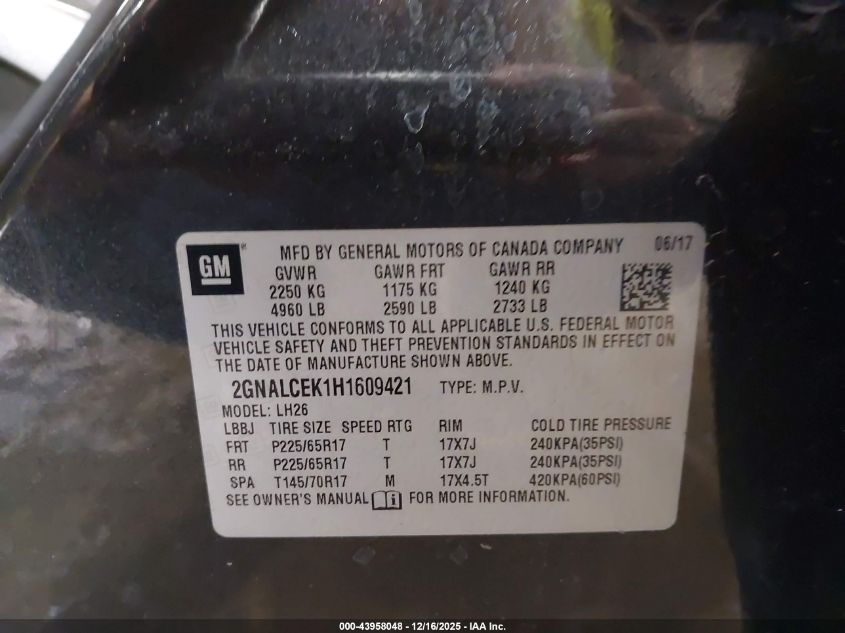 GM
MFD BY GENERAL MOTORS OF CANADA COMPANY 06/17
GVWR GAWR FRT GAWR RR
2250 KG 1175 KG 1240 KG
4960 LB 2590 LB 2733 LB
THIS VEHICLE CONFORMS TO ALL APPLICABLE U.S. FEDERAL MOTOR
VEHICLE SAFETY AND THEFT PREVENTION STANDARDS IN EFFECT ON
THE DATE OF MANUFACTURE SHOWN ABOVE.
2GNALCEK1H1609421 TYPE: M.P.V.
MODEL: LH26
LBBJ TIRE SIZE SPEED RTG RIM COLD TIRE PRESSURE
FRT P225/65R17 T 17X7J 240KPA(35PSI)
RR P225/65R17 T 17X7J 240KPA(35PSI)
SPA T145/70R17 M 17X4.5T 420KPA(60PSI)
SEE OWNER'S MANUAL FOR MORE INFORMATION.
000-43958048 - 12/16/2025 - IAA Inc.